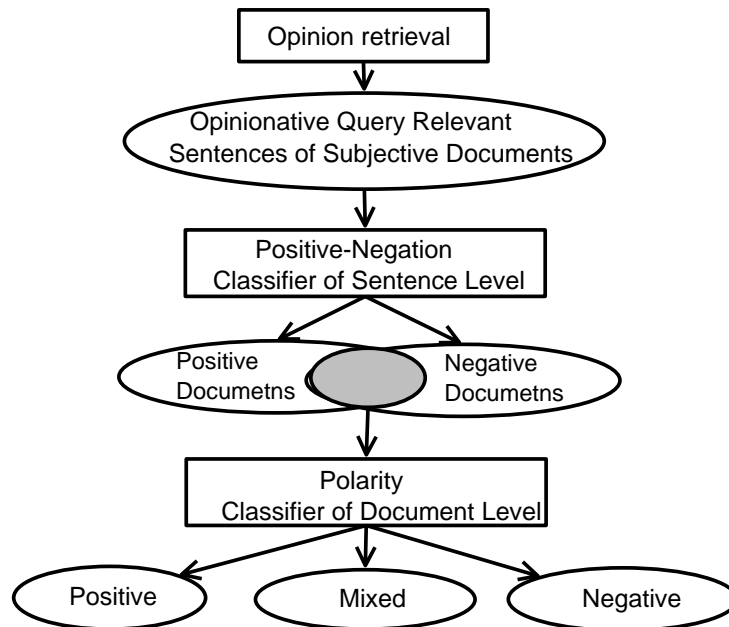 Opinion retrieval
Opinionative Query Relevant
Sentences of Subjective Documents
Positive-Negation
Classifier of Sentence Level
Positive
Documetns
Negative
Documetns
Polarity
Classifier of Document Level
Positive
Mixed
Negative